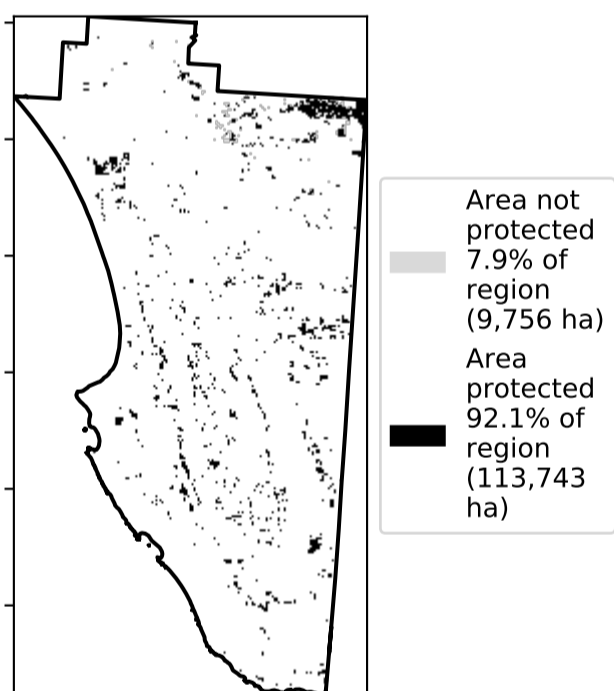 Area not
protected
7.9% of
region
(9,756 ha)
Area
protected
92.1% of
region
(113,743
ha)